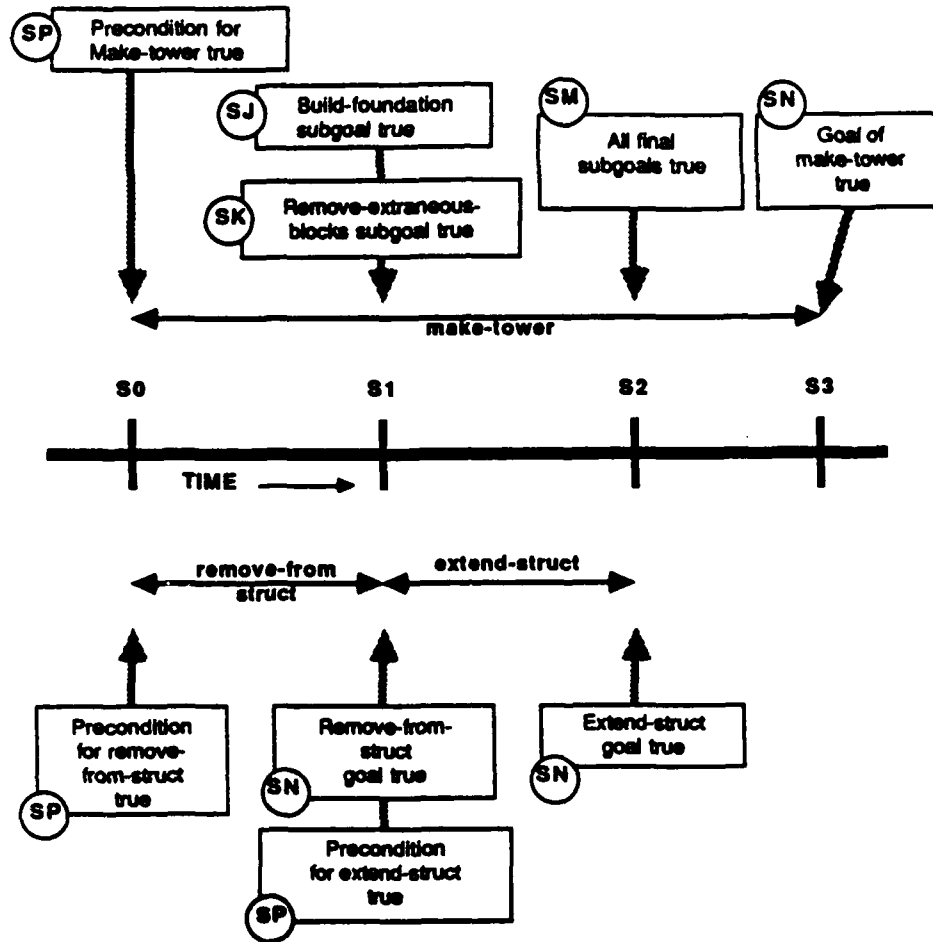 SP
Precondition for
Make-tower true
SJ
Build-foundation
subgoal true
SK
Remove-extraneous-
blocks subgoal true
SM
All final
subgoals true
SN
Goal of
make-tower
true
make-tower
S0
S1
S2
S3
TIME
remove-from
struct
extend-struct
Precondition
for remove-
from-struct
true
SP
Remove-from-
struct
goal true
SN
Extend-struct
goal true
SN
Precondition
for extend-struct
true
SP